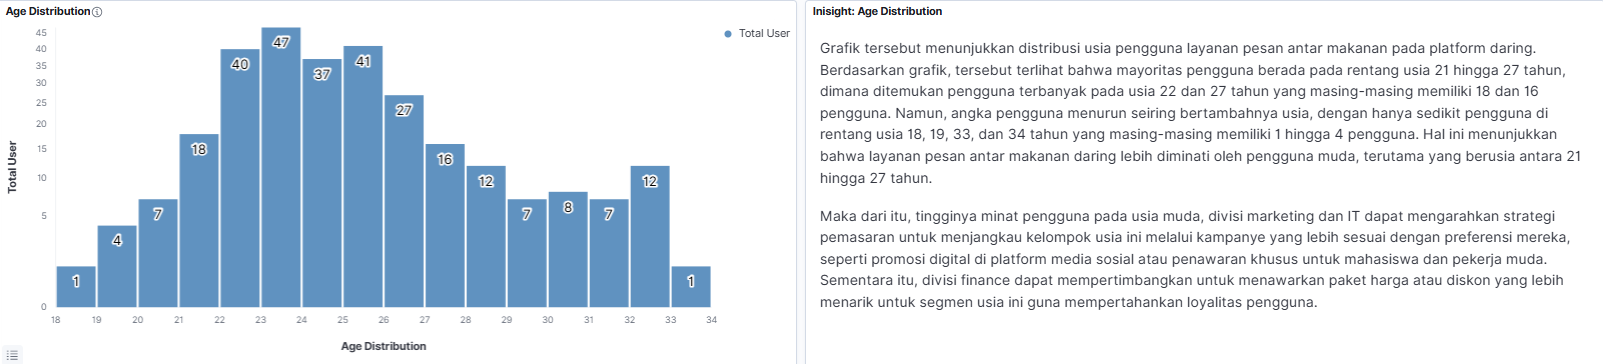 Age Distribution
45
40
35
30
25
20
15
10
5
0
Total User
1
4
7
18
40
47
37
41
27
16
12
7
8
7
12
1
18 19 20 21 22 23 24 25 26 27 28 29 30 31 32 33 34
Age Distribution
Total User
Inisight: Age Distribution
Grafik tersebut menunjukkan distribusi usia pengguna layanan pesan antar makanan pada platform daring.
Berdasarkan grafik, tersebut terlihat bahwa mayoritas pengguna berada pada rentang usia 21 hingga 27 tahun,
dimana ditemukan pengguna terbanyak pada usia 22 dan 27 tahun yang masing-masing memiliki 18 dan 16
pengguna. Namun, angka pengguna menurun seiring bertambahnya usia, dengan hanya sedikit pengguna di
rentang usia 18, 19, 33, dan 34 tahun yang masing-masing memiliki 1 hingga 4 pengguna. Hal ini menunjukkan
bahwa layanan pesan antar makanan daring lebih diminati oleh pengguna muda, terutama yang berusia antara 21
hingga 27 tahun.
Maka dari itu, tingginya minat pengguna pada usia muda, divisi marketing dan IT dapat mengarahkan strategi
pemasaran untuk menjangkau kelompok usia ini melalui kampanye yang lebih sesuai dengan preferensi mereka,
seperti promosi digital di platform media sosial atau penawaran khusus untuk mahasiswa dan pekerja muda.
Sementara itu, divisi finance dapat mempertimbangkan untuk menawarkan paket harga atau diskon yang lebih
menarik untuk segmen usia ini guna mempertahankan loyalitas pengguna.